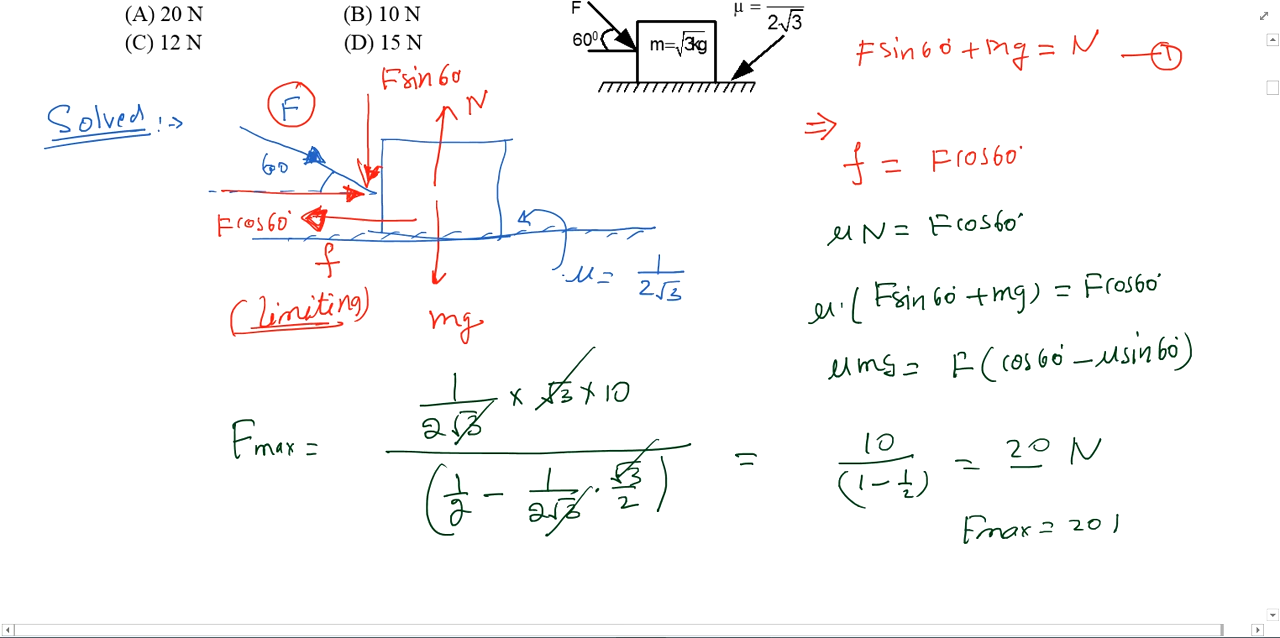 (A) 20 N (B) 10 N
(C) 12 N (D) 15 N
F
60⁰
m=√3kg
μ = ―
2√3
Solved :->
F
60
Fsin60°
N
Fcos60°
f
(limiting)
mg
μ = 1/2√3
Fsin60° + mg = N —①
⇒
f = Fcos60°
μN = Fcos60°
μ.(Fsin60° + mg) = Fcos60°
μmg = F(cos60° - μsin60°)
Fmax = (1/2√3 × √3 × 10) / (1/2 - 1/2√3 . √3/2) = 10/(1 - 1/2) = 20 N
Fmax = 20